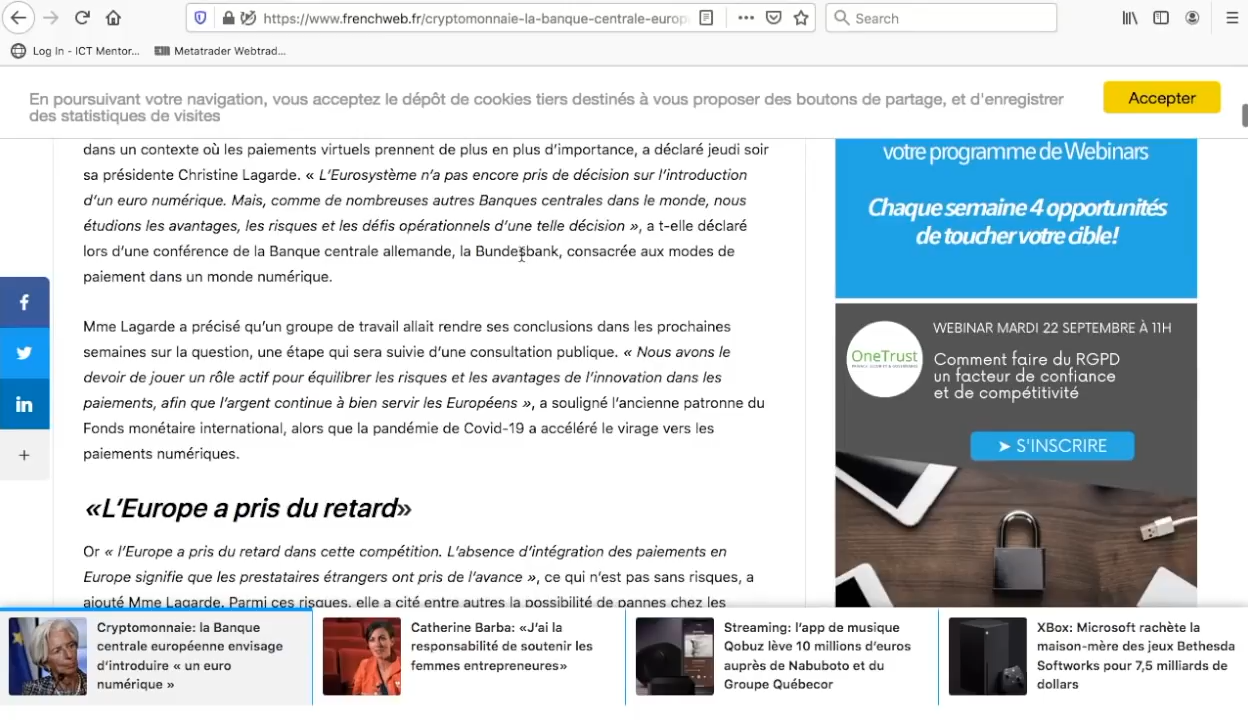 https://www.frenchweb.fr/cryptomonnaie-la-banque-centrale-europ
Search
Log In - ICT Mentor...
Metatrader Webtrad...
En poursuivant votre navigation, vous acceptez le dépôt de cookies tiers destinés à vous proposer des boutons de partage, et d'enregistrer
des statistiques de visites
Accepter
dans un contexte où les paiements virtuels prennent de plus en plus d'importance, a déclaré jeudi soir
sa présidente Christine Lagarde. « L'Eurosystème n'a pas encore pris de décision sur l'introduction
d'un euro numérique. Mais, comme de nombreuses autres Banques centrales dans le monde, nous
étudions les avantages, les risques et les défis opérationnels d'une telle décision », a t-elle déclaré
lors d'une conférence de la Banque centrale allemande, la Bundesbank, consacrée aux modes de
paiement dans un monde numérique.
Mme Lagarde a précisé qu'un groupe de travail allait rendre ses conclusions dans les prochaines
semaines sur la question, une étape qui sera suivie d'une consultation publique. « Nous avons le
devoir de jouer un rôle actif pour équilibrer les risques et les avantages de l'innovation dans les
paiements, afin que l'argent continue à bien servir les Européens », a souligné l'ancienne patronne du
Fonds monétaire international, alors que la pandémie de Covid-19 a accéléré le virage vers les
paiements numériques.
«L'Europe a pris du retard»
Or « l'Europe a pris du retard dans cette compétition. L'absence d'intégration des paiements en
Europe signifie que les prestataires étrangers ont pris de l'avance », ce qui n'est pas sans risques, a
ajouté Mme Lagarde. Parmi ces risques, elle a cité entre autres la possibilité de pannes chez les
votre programme de Webinars
Chaque semaine 4 opportunités
de toucher votre cible!
WEBINAR MARDI 22 SEPTEMBRE À 11H
OneTrust
Comment faire du RGPD
un facteur de confiance
et de compétitivité
➤ S'INSCRIRE
Cryptomonnaie: la Banque
centrale européenne envisage
d'introduire « un euro
numérique »
Catherine Barba: «J'ai la
responsabilité de soutenir les
femmes entrepreneures»
Streaming: l'app de musique
Qobuz lève 10 millions d'euros
auprès de Nabuboto et du
Groupe Québecor
XBox: Microsoft rachète la
maison-mère des jeux Bethesda
Softworks pour 7,5 milliards de
dollars